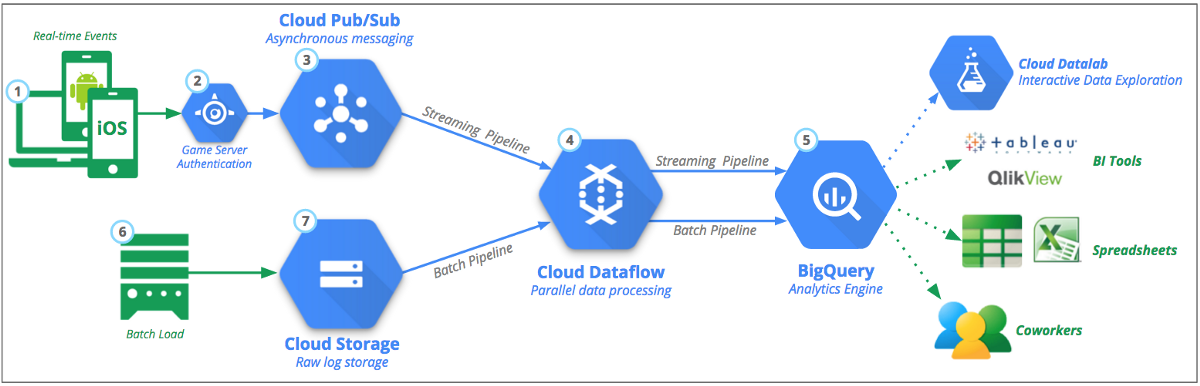 Real-time Events
1
iOS
2
Game Server
Authentication
Cloud Pub/Sub
Asynchronous messaging
3
Streaming Pipeline
6
Batch Load
7
Cloud Storage
Raw log storage
Batch Pipeline
4
Cloud Dataflow
Parallel data processing
Streaming Pipeline
Batch Pipeline
5
BigQuery
Analytics Engine
Cloud Datalab
Interactive Data Exploration
tableau
SOFTWARE
QlikView
BI Tools
X
Spreadsheets
Coworkers